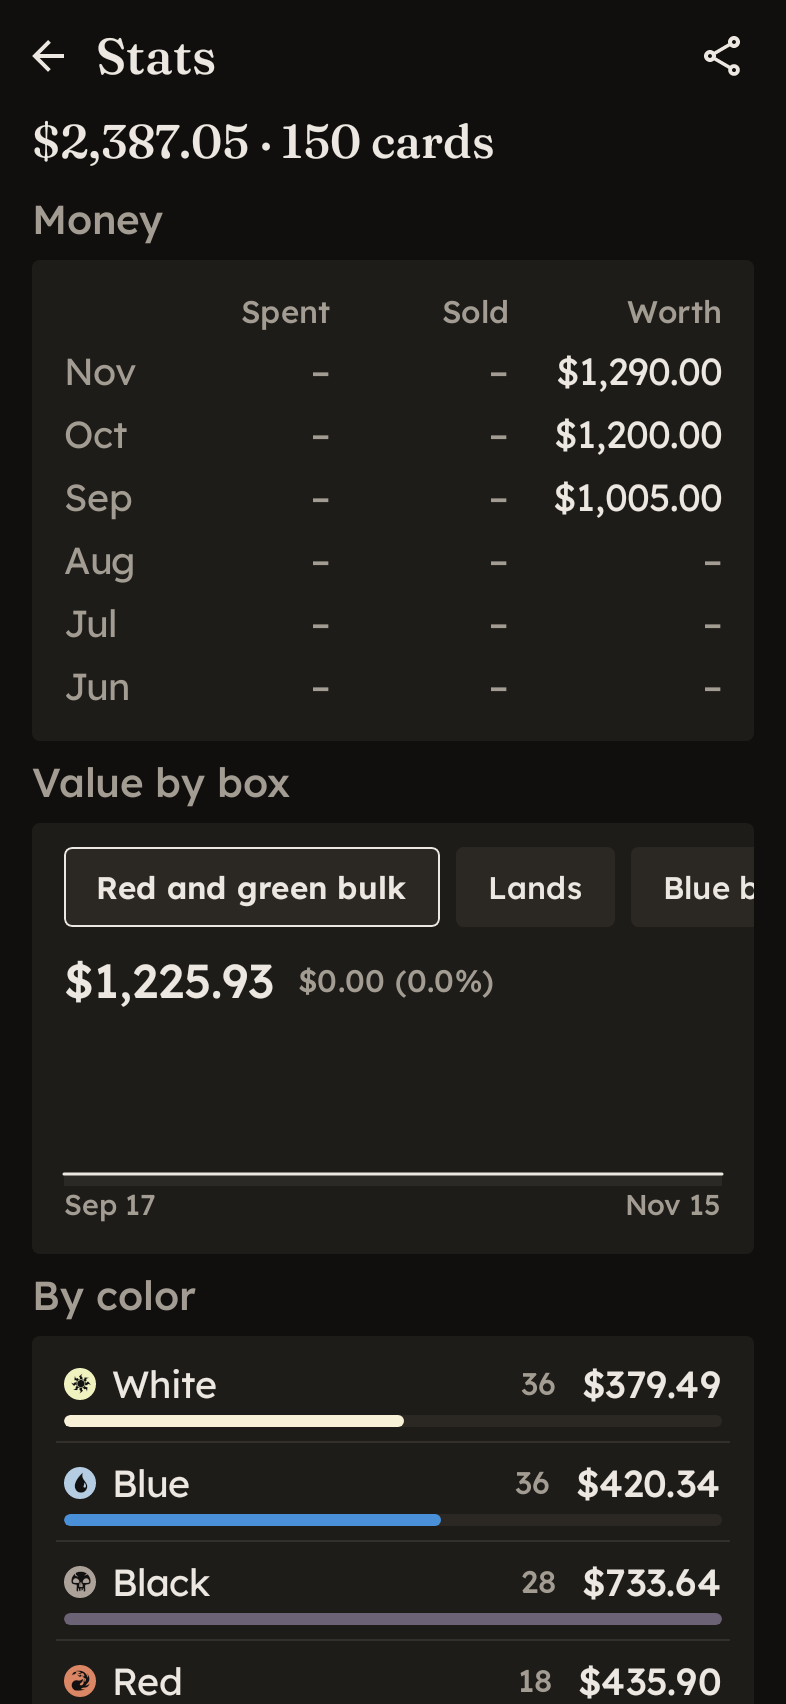 Stats
$2,387.05 · 150 cards
Money
Spent Sold Worth
Nov – – $1,290.00
Oct – – $1,200.00
Sep – – $1,005.00
Aug – – –
Jul – – –
Jun – – –
Value by box
Red and green bulk Lands Blue b
$1,225.93 $0.00 (0.0%)
Sep 17 Nov 15
By color
White 36 $379.49
Blue 36 $420.34
Black 28 $733.64
Red 18 $435.90